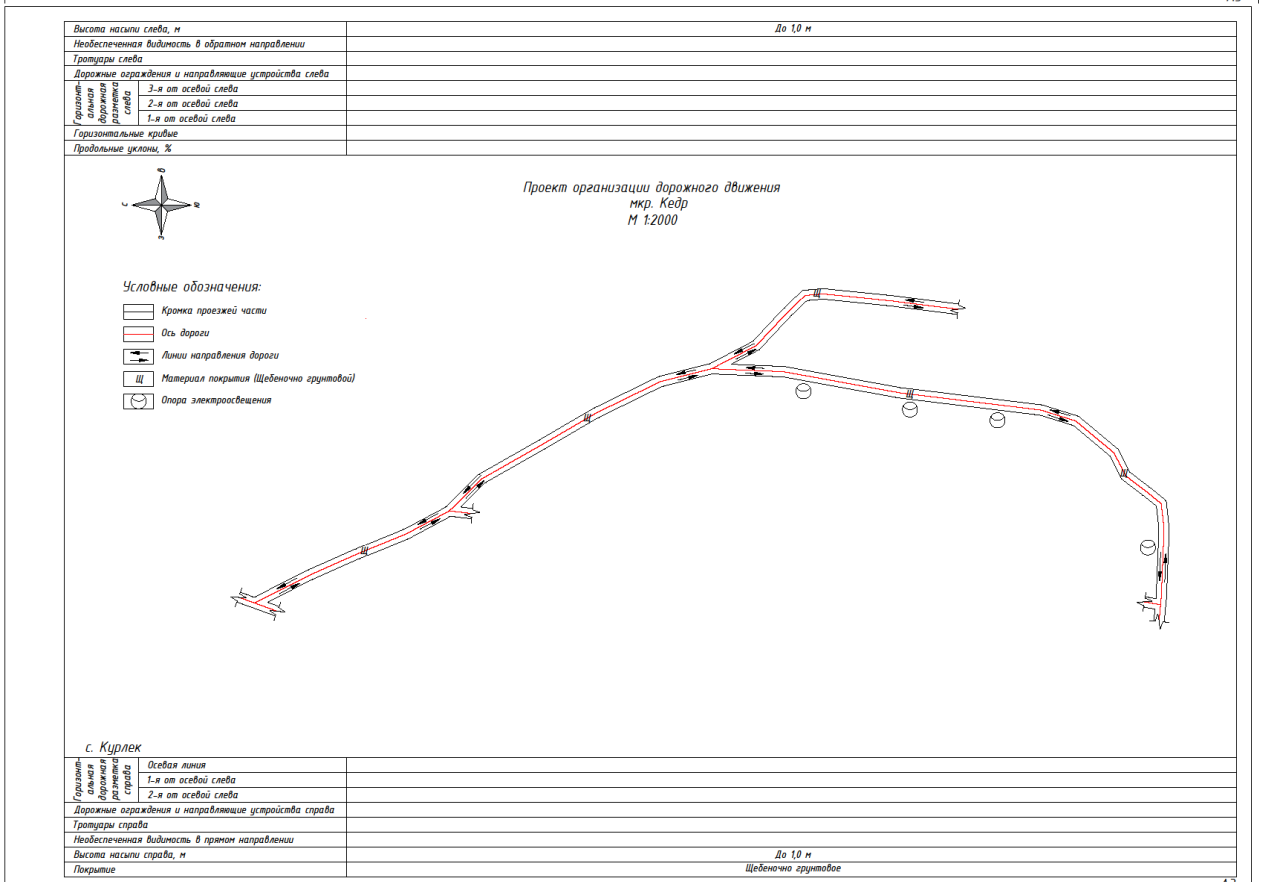 Высота насыпи слева, м
До 1,0 м
Необеспеченная видимость в обратном направлении
Тротуары слева
Дорожные ограждения и направляющие устройства слева
Горизонт-
альная
дорожная
разметка
слева
3-я от осевой слева
2-я от осевой слева
1-я от осевой слева
Горизонтальные кривые
Продольные уклоны, %
В
С
Ю
З
Проект организации дорожного движения
мкр. Кедр
М 1:2000
Условные обозначения:
Кромка проезжей части
Ось дороги
Линии направления дороги
Щ
Материал покрытия (Щебеночно грунтовой)
Опора электроосвещения
Щ
Щ
Щ
Щ
Щ
с. Курлек
Горизонт-
альная
дорожная
разметка
справа
Осевая линия
1-я от осевой слева
2-я от осевой слева
Дорожные ограждения и направляющие устройства справа
Тротуары справа
Необеспеченная видимость в прямом направлении
Высота насыпи справа, м
До 1,0 м
Покрытие
Щебеночно грунтовое